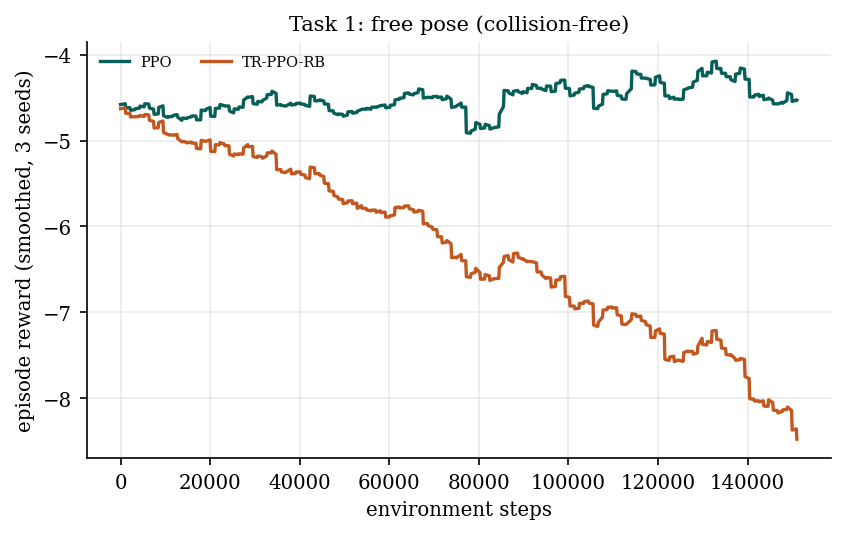 Task 1: free pose (collision-free)
PPO TR-PPO-RB
episode reward (smoothed, 3 seeds)
−4
−5
−6
−7
−8
0 20000 40000 60000 80000 100000 120000 140000
environment steps